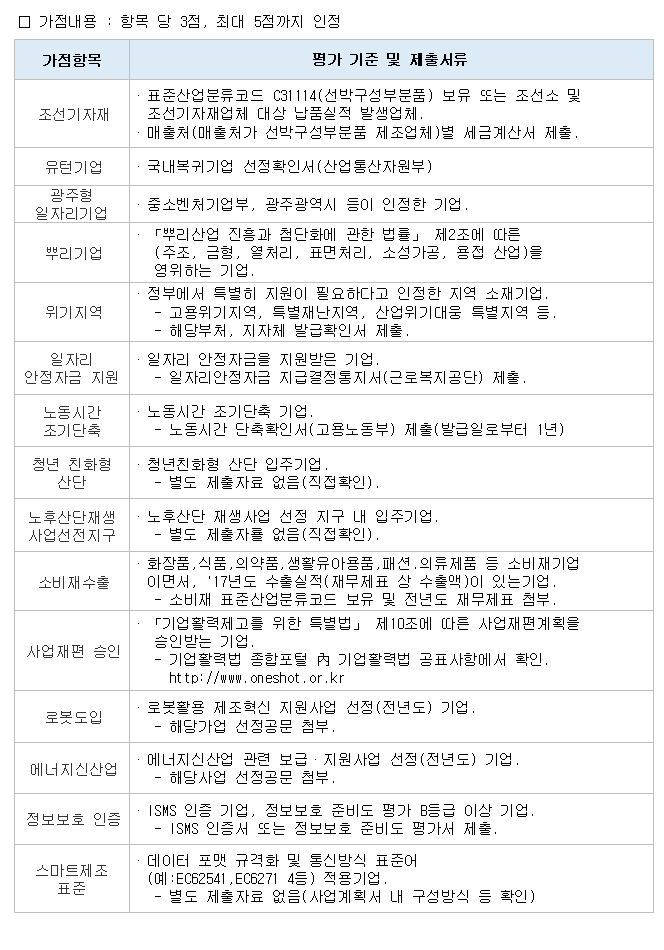 □ 가점내용 : 항목 당 3점, 최대 5점까지 인정
가점항목
평가 기준 및 제출서류
조선기자재
· 표준산업분류코드 C31114(선박구성부분품) 보유 또는 조선소 및
조선기자재업체 대상 납품실적 발생업체.
· 매출처(매출처가 선박구성부분품 제조업체)별 세금계산서 제출.
유턴기업
· 국내복귀기업 선정확인서(산업통산자원부)
광주형
일자리기업
· 중소벤처기업부, 광주광역시 등이 인정한 기업.
뿌리기업
· 「뿌리산업 진흥과 첨단화에 관한 법률」 제2조에 따른
(주조, 금형, 열처리, 표면처리, 소성가공, 용접 산업)을
영위하는 기업.
위기지역
· 정부에서 특별히 지원이 필요하다고 인정한 지역 소재기업.
- 고용위기지역, 특별재난지역, 산업위기대응 특별지역 등.
- 해당부처, 지자체 발급확인서 제출.
일자리
안정자금 지원
· 일자리 안정자금을 지원받은 기업.
- 일자리안정자금 지급결정통지서(근로복지공단) 제출.
노동시간
조기단축
· 노동시간 조기단축 기업.
- 노동시간 단축확인서(고용노동부) 제출(발급일로부터 1년)
청년 친화형
산단
· 청년친화형 산단 입주기업.
- 별도 제출자료 없음(직접확인).
노후산단재생
사업선전지구
· 노후산단 재생사업 선정 지구 내 입주기업.
- 별도 제출자룔 없음(직접확인).
소비재수출
· 화장품,식품,의약품,생활유아용품,패션.의류제품 등 소비재기업
이면서, '17년도 수출실적(재무제표 상 수출액)이 있는기업.
- 소비재 표준산업분류코드 보유 및 전년도 재무제표 첨부.
사업재편 승인
· 「기업활력제고를 위한 특별법」 제10조에 따른 사업재편계획을
승인받는 기업.
- 기업활력법 종합포털 內 기업활력법 공표사항에서 확인.
http://www.oneshot.or.kr
로봇도입
· 로봇활용 제조혁신 지원사업 선정(전년도) 기업.
- 해당가업 선정공문 첨부.
에너지신산업
· 에너지신산업 관련 보급·지원사업 선정(전년도) 기업.
- 해당사업 선정공문 첨부.
정보보호 인증
· ISMS 인증 기업, 정보보호 준비도 평가 B등급 이상 기업.
- ISMS 인증서 또는 정보보호 준비도 평가서 제출.
스마트제조
표준
· 데이터 포맷 규격화 및 통신방식 표준어
(예:EC62541,EC6271 4등) 적용기업.
- 별도 제출자료 없음(사업계획서 내 구성방식 등 확인)